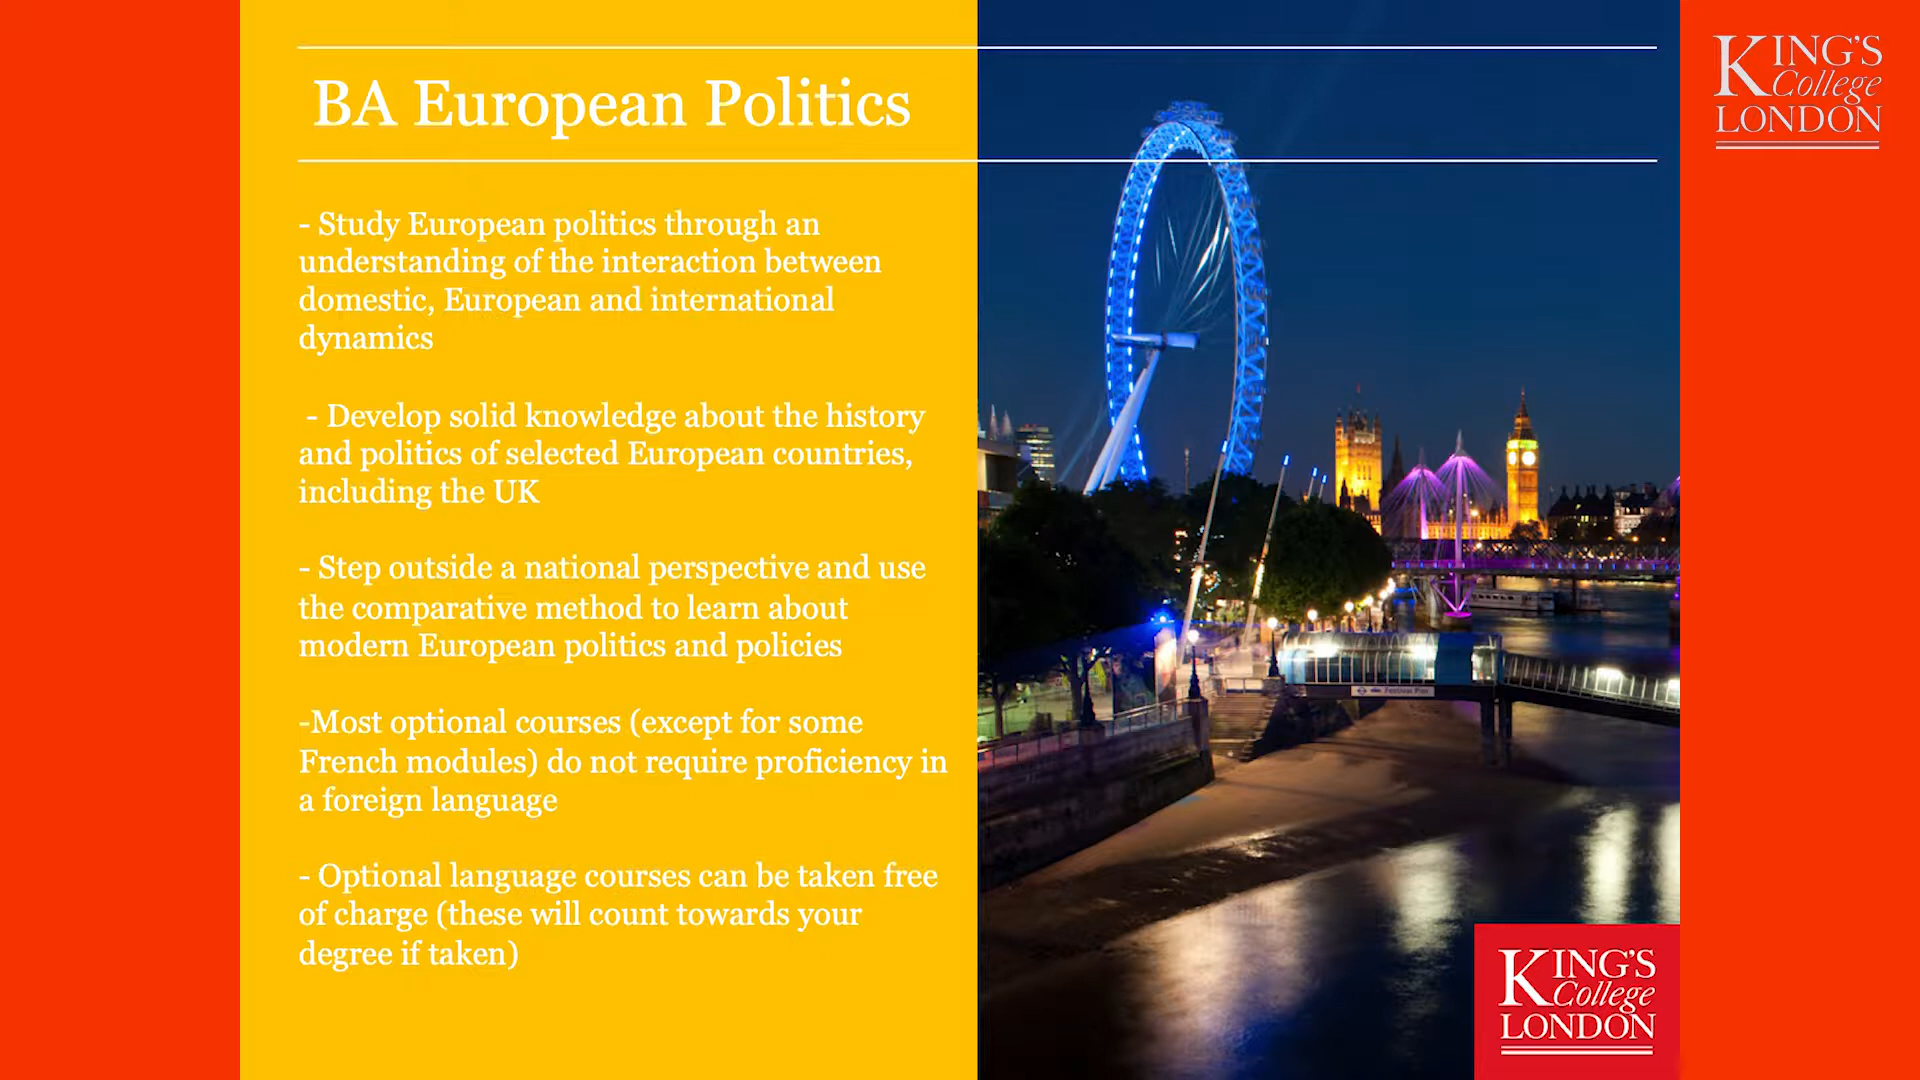 BA European Politics
- Study European politics through an
understanding of the interaction between
domestic, European and international
dynamics
- Develop solid knowledge about the history
and politics of selected European countries,
including the UK
- Step outside a national perspective and use
the comparative method to learn about
modern European politics and policies
-Most optional courses (except for some
French modules) do not require proficiency in
a foreign language
- Optional language courses can be taken free
of charge (these will count towards your
degree if taken)
KING'S
College
LONDON
Festival Pier
KING'S
College
LONDON